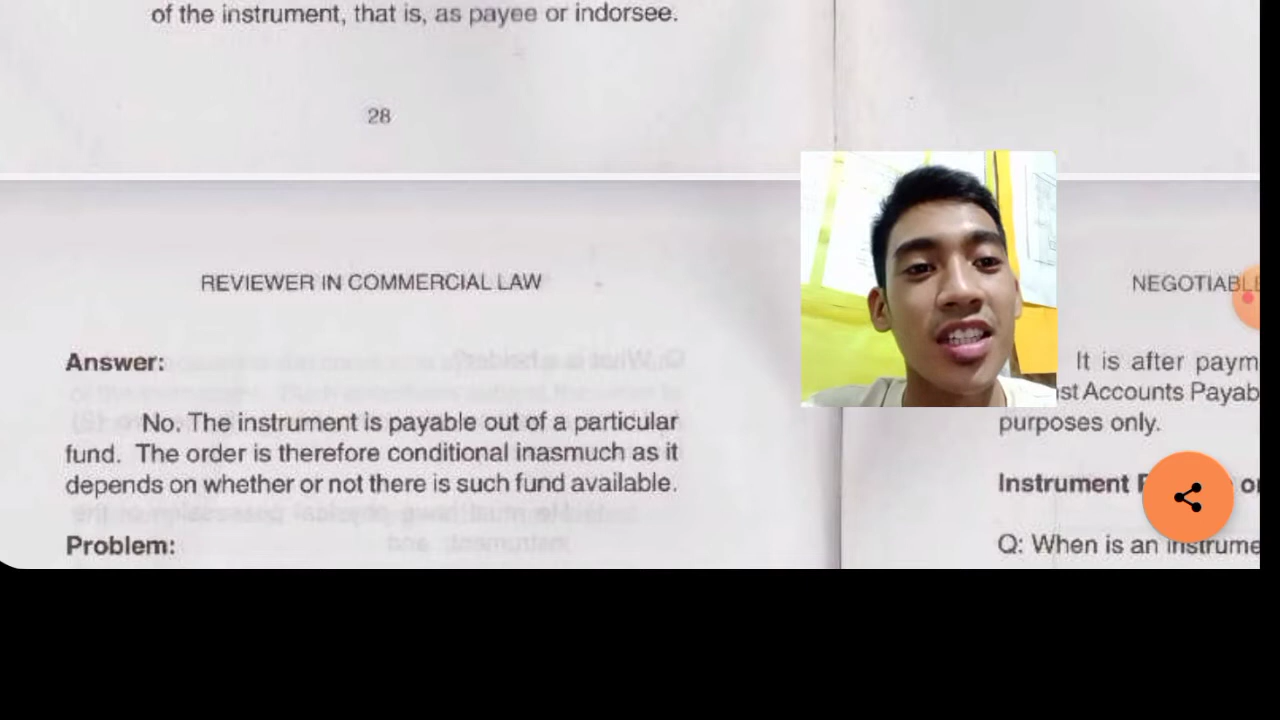 of the instrument, that is, as payee or indorsee.
28
REVIEWER IN COMMERCIAL LAW
Answer:
No. The instrument is payable out of a particular
fund. The order is therefore conditional inasmuch as it
depends on whether or not there is such fund available.
Problem:
NEGOTIABLE
It is after paym
st Accounts Payab
purposes only.
Instrument
Q: When is an instrume